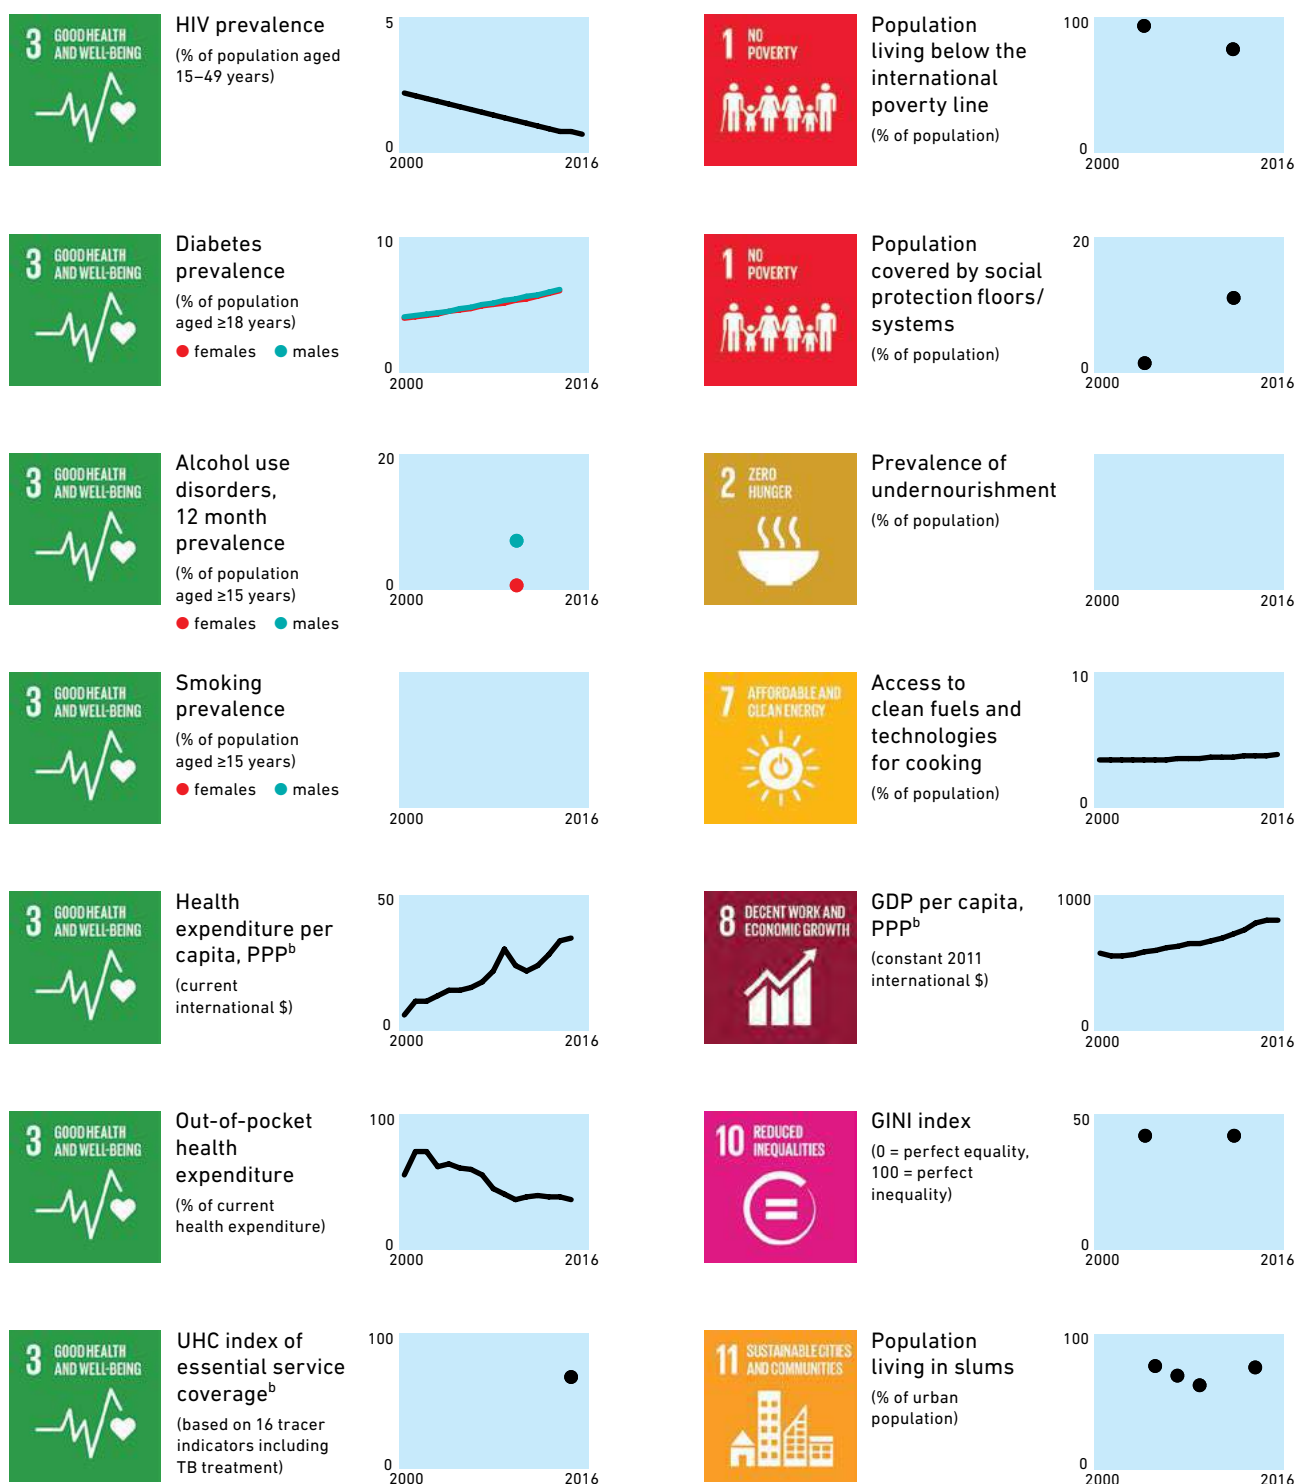 3 GOOD HEALTH
AND WELL-BEING
HIV prevalence
(% of population aged
15–49 years)
5
0
2000 2016
1 NO
POVERTY
Population
living below the
international
poverty line
(% of population)
100
0
2000 2016
3 GOOD HEALTH
AND WELL-BEING
Diabetes
prevalence
(% of population
aged ≥18 years)
females males
10
0
2000 2016
1 NO
POVERTY
Population
covered by social
protection floors/
systems
(% of population)
20
0
2000 2016
3 GOOD HEALTH
AND WELL-BEING
Alcohol use
disorders,
12 month
prevalence
(% of population
aged ≥15 years)
females males
20
0
2000 2016
2 ZERO
HUNGER
Prevalence of
undernourishment
(% of population)
2000 2016
3 GOOD HEALTH
AND WELL-BEING
Smoking
prevalence
(% of population
aged ≥15 years)
females males
2000 2016
7 AFFORDABLE AND
CLEAN ENERGY
Access to
clean fuels and
technologies
for cooking
(% of population)
10
0
2000 2016
3 GOOD HEALTH
AND WELL-BEING
Health
expenditure per
capita, PPPb
(current
international $)
50
0
2000 2016
8 DECENT WORK AND
ECONOMIC GROWTH
GDP per capita,
PPPb
(constant 2011
international $)
1000
0
2000 2016
3 GOOD HEALTH
AND WELL-BEING
Out-of-pocket
health
expenditure
(% of current
health expenditure)
100
0
2000 2016
10 REDUCED
INEQUALITIES
GINI index
(0 = perfect equality,
100 = perfect
inequality)
50
0
2000 2016
3 GOOD HEALTH
AND WELL-BEING
UHC index of
essential service
coverageb
(based on 16 tracer
indicators including
TB treatment)
100
0
2000 2016
11 SUSTAINABLE CITIES
AND COMMUNITIES
Population
living in slums
(% of urban
population)
100
0
2000 2016